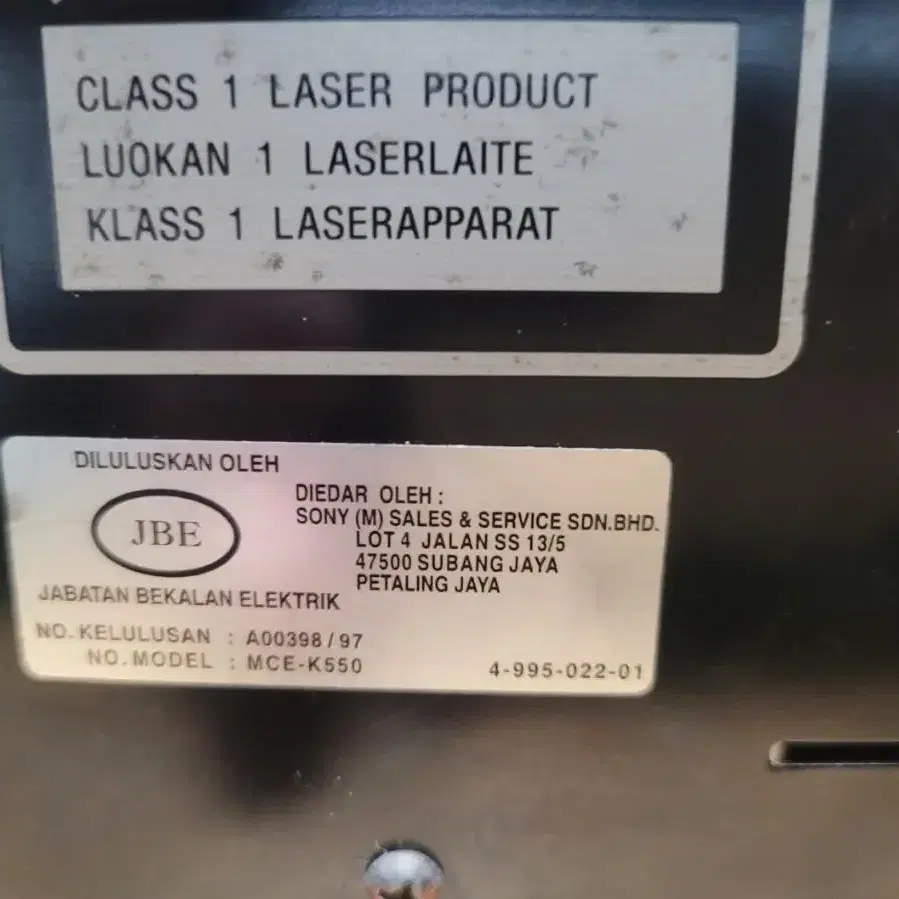 CLASS 1 LASER PRODUCT
LUOKAN 1 LASERLAITE
KLASS 1 LASERAPPARAT
DILULUSKAN OLEH
JBE
JABATAN BEKALAN ELEKTRIK
DIEDAR OLEH :
SONY (M) SALES & SERVICE SDN.BHD.
LOT 4 JALAN SS 13/5
47500 SUBANG JAYA
PETALING JAYA
NO. KELULUSAN : A00398 / 97
NO. MODEL : MCE-K550
4-995-022-01